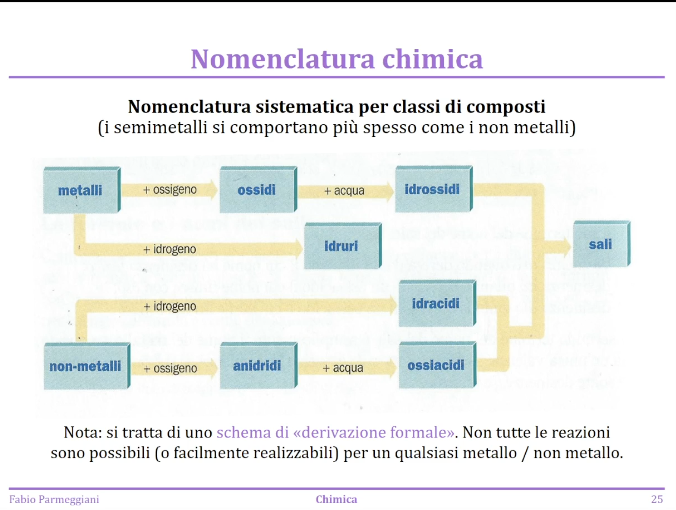 Nomenclatura chimica
Nomenclatura sistematica per classi di composti
(i semimetalli si comportano più spesso come i non metalli)
metalli
+ ossigeno
ossidi
+ acqua
idrossidi
+ idrogeno
idruri
sali
+ idrogeno
idracidi
non-metalli
+ ossigeno
anidridi
+ acqua
ossiacidi
Nota: si tratta di uno schema di «derivazione formale». Non tutte le reazioni
sono possibili (o facilmente realizzabili) per un qualsiasi metallo / non metallo.
Fabio Parmeggiani
Chimica
25